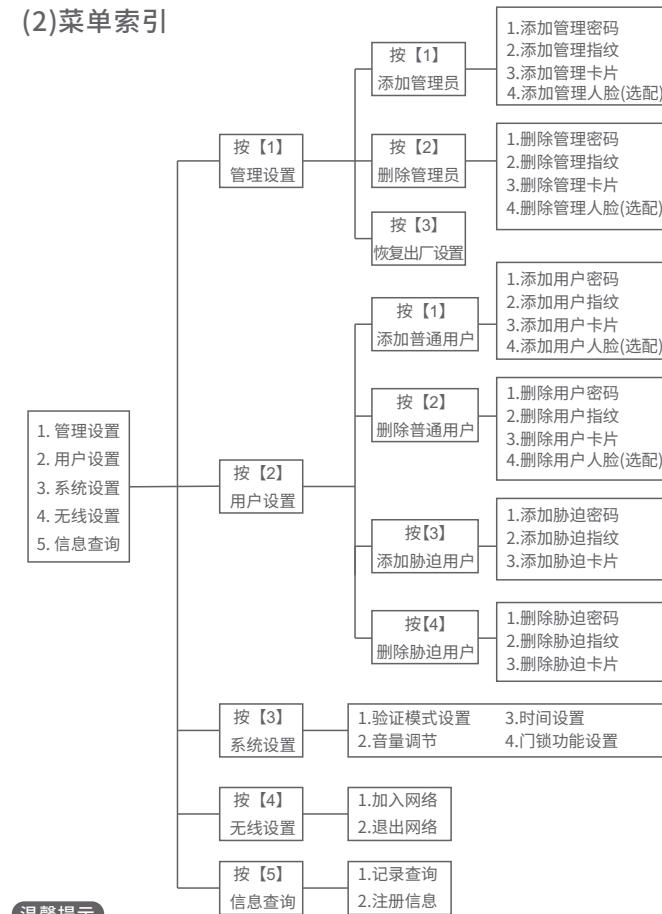 (2)菜单索引
1. 管理设置
2. 用户设置
3. 系统设置
4. 无线设置
5. 信息查询
按【1】
管理设置
按【1】
添加管理员
1.添加管理密码
2.添加管理指纹
3.添加管理卡片
4.添加管理人脸(选配)
按【2】
删除管理员
1.删除管理密码
2.删除管理指纹
3.删除管理卡片
4.删除管理人脸(选配)
按【3】
恢复出厂设置
按【2】
用户设置
按【1】
添加普通用户
1.添加用户密码
2.添加用户指纹
3.添加用户卡片
4.添加用户人脸(选配)
按【2】
删除普通用户
1.删除用户密码
2.删除用户指纹
3.删除用户卡片
4.删除用户人脸(选配)
按【3】
添加胁迫用户
1.添加胁迫密码
2.添加胁迫指纹
3.添加胁迫卡片
按【4】
删除胁迫用户
1.删除胁迫密码
2.删除胁迫指纹
3.删除胁迫卡片
按【3】
系统设置
1.验证模式设置 3.时间设置
2.音量调节 4.门锁功能设置
按【4】
无线设置
1.加入网络
2.退出网络
按【5】
信息查询
1.记录查询
2.注册信息
温馨提示